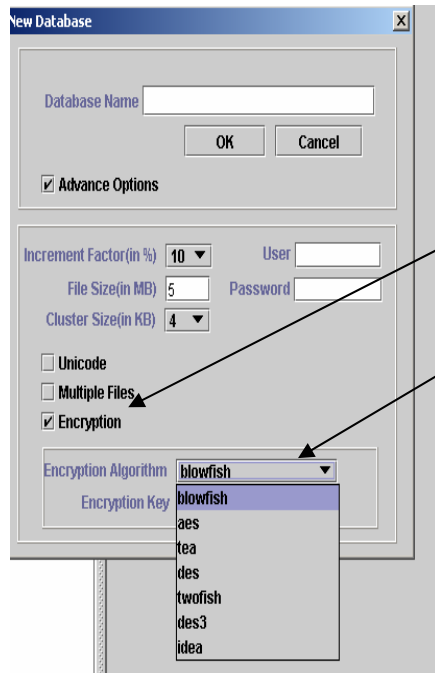 New Database
Database Name
OK Cancel
Advance Options
Increment Factor(in %) 10 User
File Size(in MB) 5 Password
Cluster Size(in KB) 4
Unicode
Multiple Files
Encryption
Encryption Algorithm blowfish
Encryption Key blowfish
aes
tea
des
twofish
des3
idea